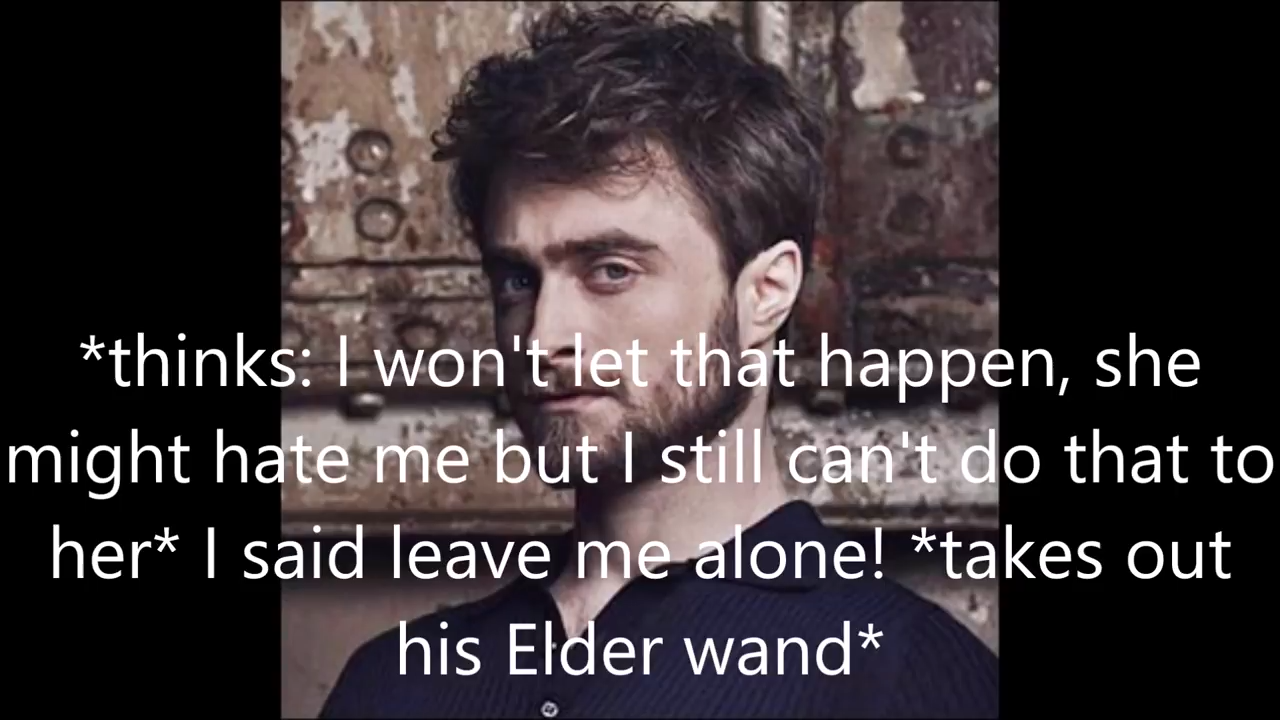 *thinks: I won't let that happen, she
might hate me but I still can't do that to
her* I said leave me alone! *takes out
his Elder wand*